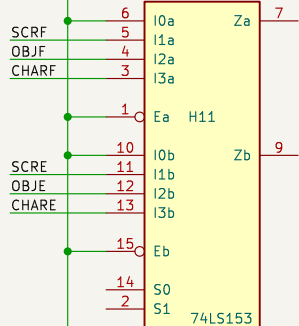 6 I0a Za 7
SCRF 5 I1a
OBJF 4 I2a
CHARF 3 I3a
1 Ea H11
10 I0b Zb 9
SCRE 11 I1b
OBJE 12 I2b
CHARE 13 I3b
15 Eb
14 S0
2 S1
74LS153